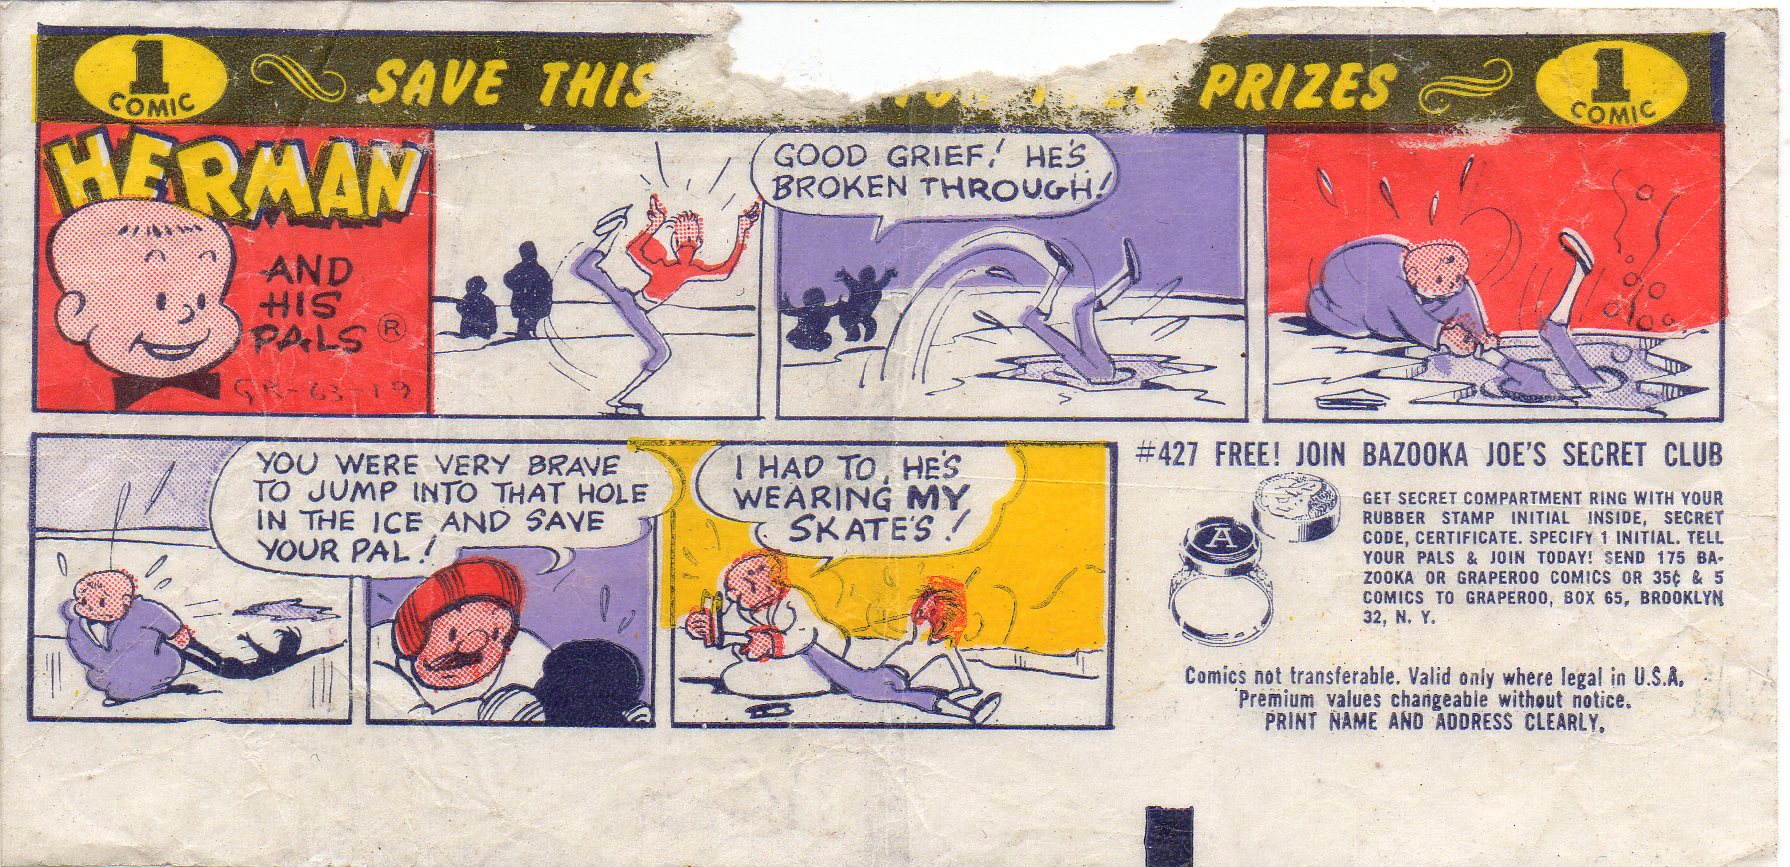 1
COMIC
SAVE THIS PRIZES
1
COMIC
HERMAN
AND
HIS
PALS ®
GR-63-19
GOOD GRIEF! HE'S
BROKEN THROUGH!
YOU WERE VERY BRAVE
TO JUMP INTO THAT HOLE
IN THE ICE AND SAVE
YOUR PAL!
I HAD TO, HE'S
WEARING MY
SKATE'S!
#427 FREE! JOIN BAZOOKA JOE'S SECRET CLUB
A
GET SECRET COMPARTMENT RING WITH YOUR
RUBBER STAMP INITIAL INSIDE, SECRET
CODE, CERTIFICATE. SPECIFY 1 INITIAL. TELL
YOUR PALS & JOIN TODAY! SEND 175 BA-
ZOOKA OR GRAPEROO COMICS OR 35¢ & 5
COMICS TO GRAPEROO, BOX 65, BROOKLYN
32, N. Y.
Comics not transferable. Valid only where legal in U.S.A.
Premium values changeable without notice.
PRINT NAME AND ADDRESS CLEARLY.